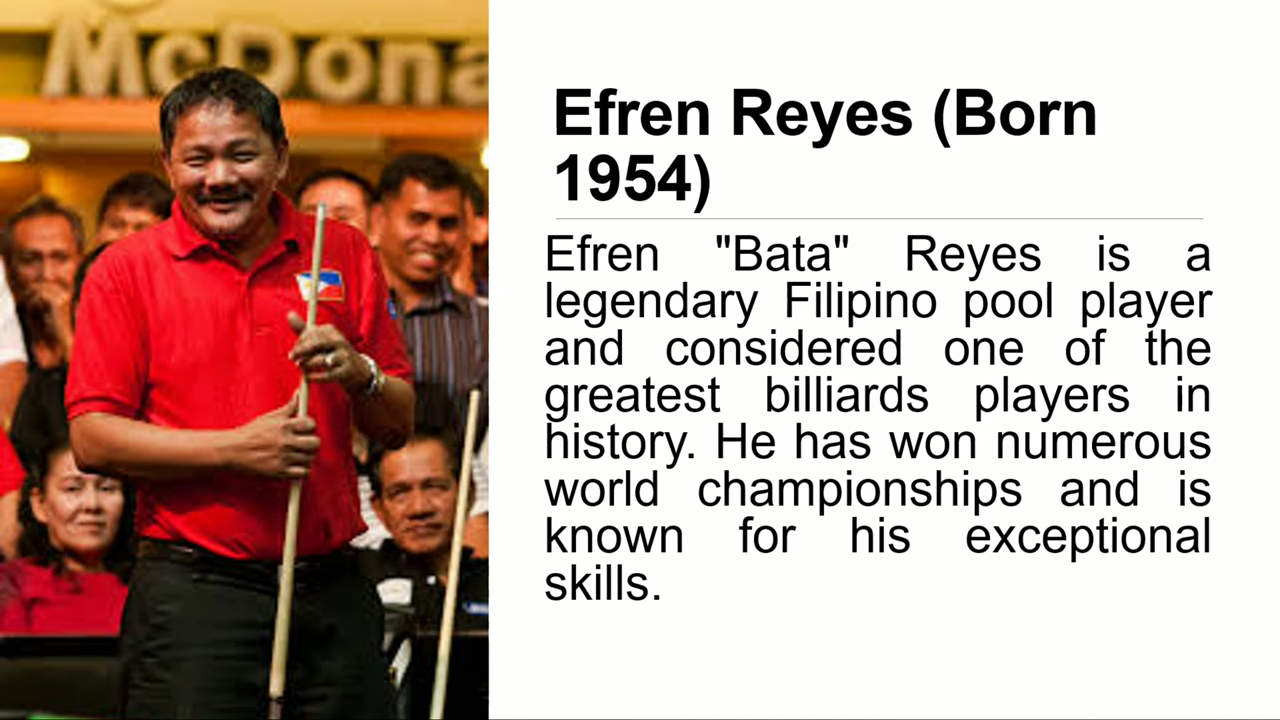 McDona
Efren Reyes (Born
1954)
Efren "Bata" Reyes is a
legendary Filipino pool player
and considered one of the
greatest billiards players in
history. He has won numerous
world championships and is
known for his exceptional
skills.